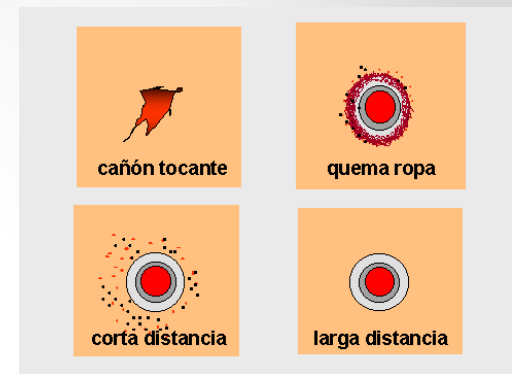 cañón tocante
quema ropa
corta distancia
larga distancia